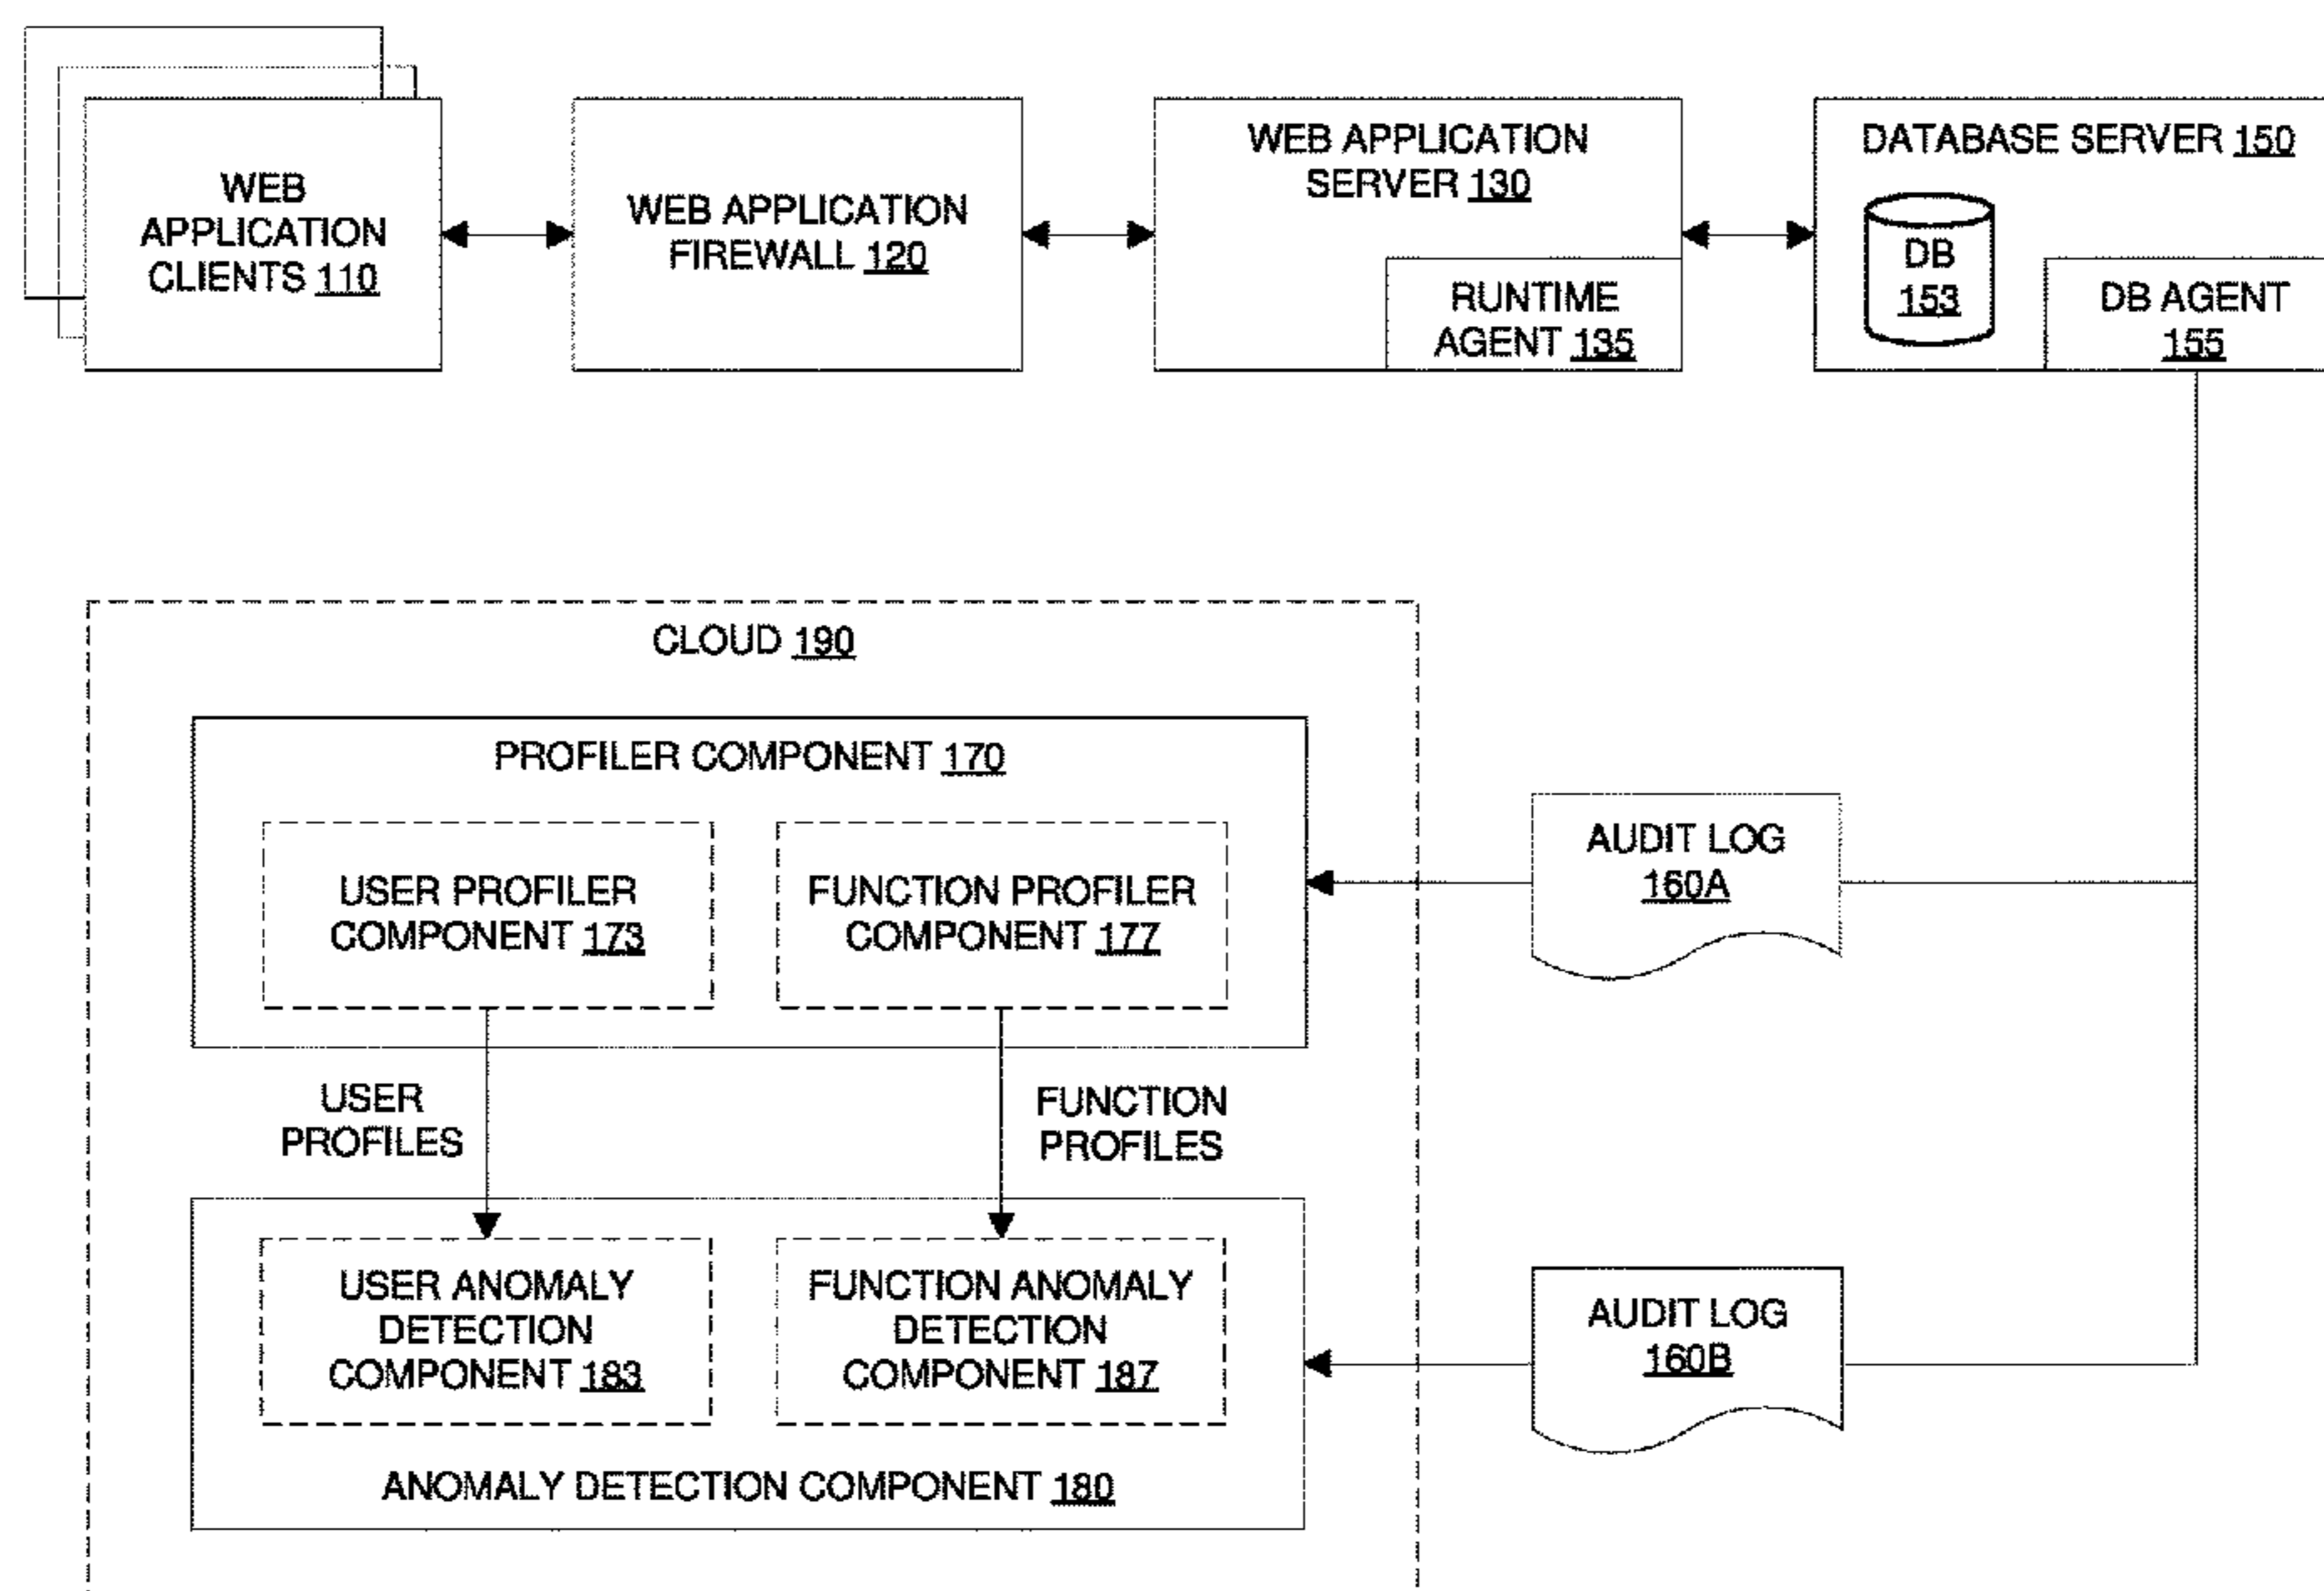 WEB
APPLICATION
CLIENTS 110
WEB APPLICATION
FIREWALL 120
WEB APPLICATION
SERVER 130
RUNTIME
AGENT 135
DATABASE SERVER 150
DB
153
DB AGENT
155
CLOUD 190
PROFILER COMPONENT 170
USER PROFILER
COMPONENT 173
FUNCTION PROFILER
COMPONENT 177
AUDIT LOG
160A
USER
PROFILES
FUNCTION
PROFILES
USER ANOMALY
DETECTION
COMPONENT 183
FUNCTION ANOMALY
DETECTION
COMPONENT 187
ANOMALY DETECTION COMPONENT 180
AUDIT LOG
160B